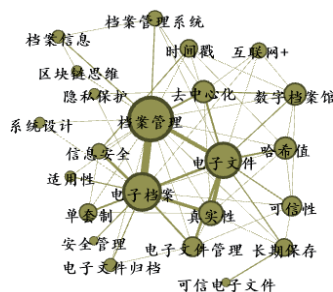 档案管理系统
档案信息
时间戳
互联网+
区块链思维
隐私保护
去中心化
数字档案馆
系统设计
档案管理
信息安全
电子文件
哈希值
适用性
电子档案
单套制
真实性
可信性
安全管理
电子文件管理
长期保存
电子文件归档
可信电子文件